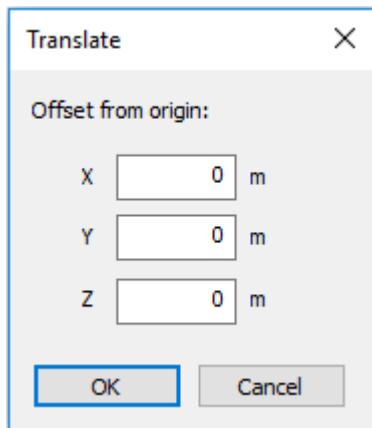 Translate
Offset from origin:
X 0 m
Y 0 m
Z 0 m
OK Cancel